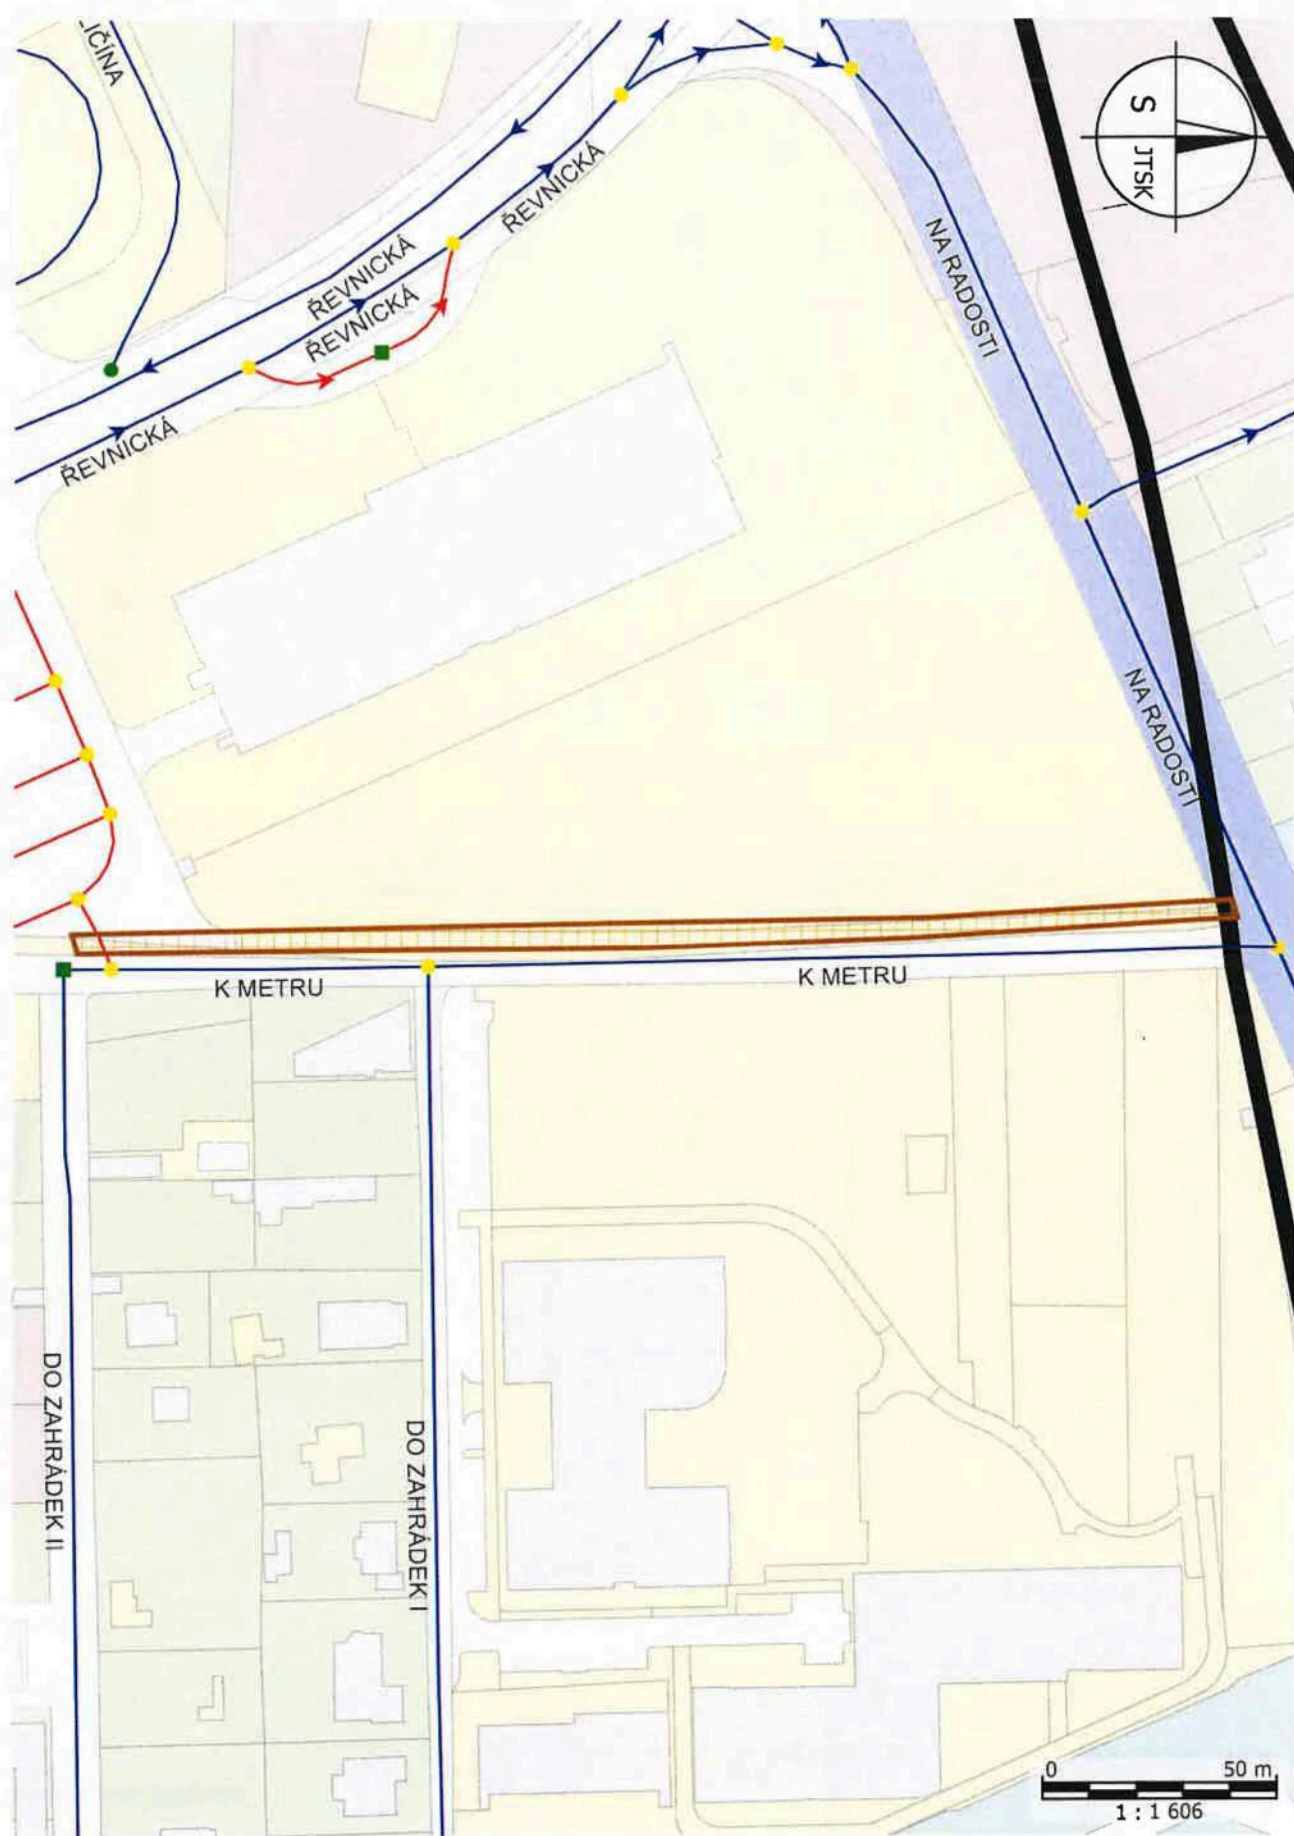 LIČÍNA
S
JTSK
ŘEVNICKÁ
ŘEVNICKÁ
ŘEVNICKÁ
ŘEVNICKÁ
NA RADOSTI
NA RADOSTI
K METRU
K METRU
DO ZAHRÁDEK II
DO ZAHRÁDEK I
0 50 m
1 : 1 606